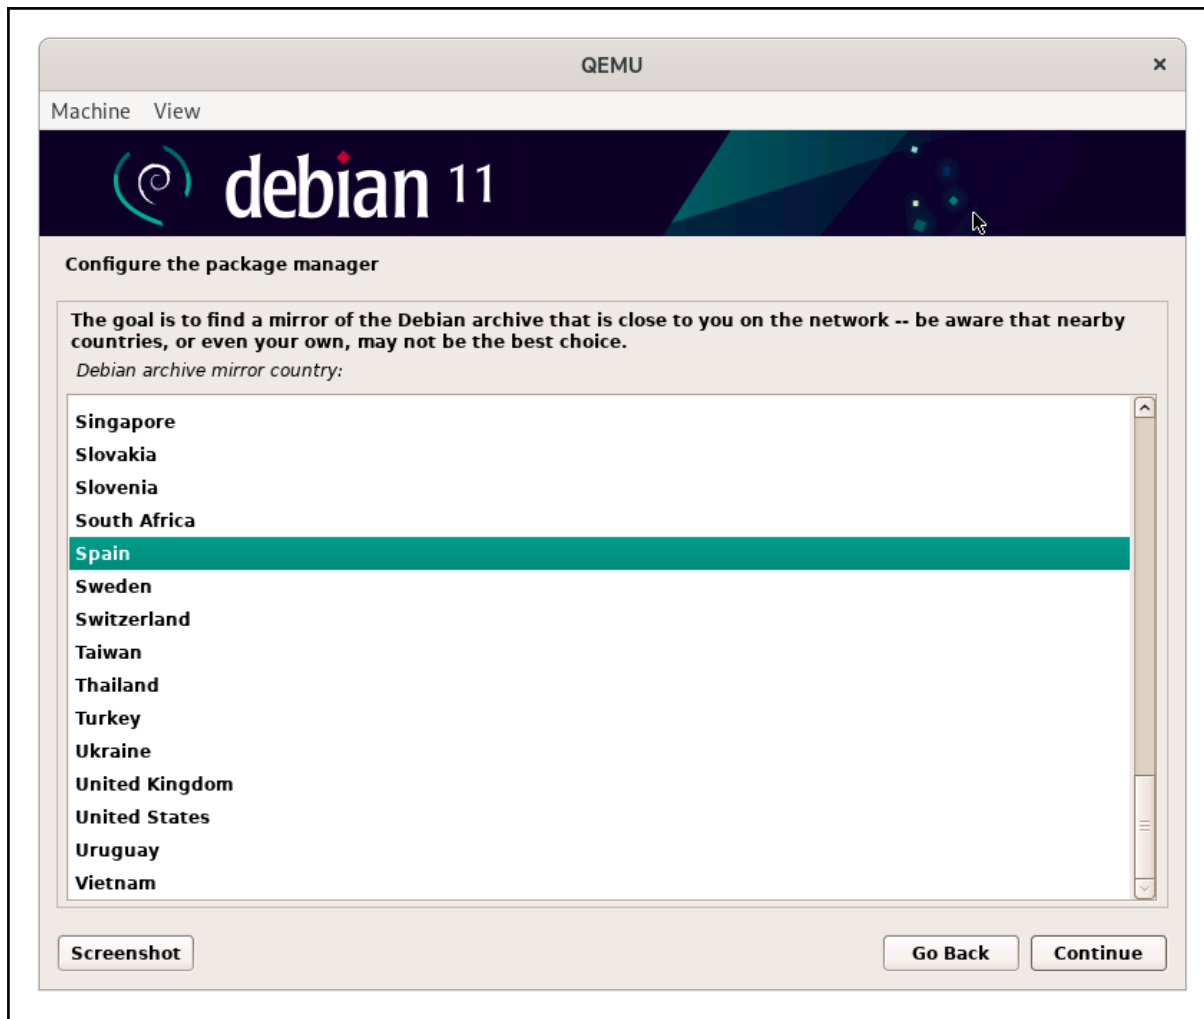 QEMU
Machine View
debian 11
Configure the package manager
The goal is to find a mirror of the Debian archive that is close to you on the network -- be aware that nearby
countries, or even your own, may not be the best choice.
Debian archive mirror country:
Singapore
Slovakia
Slovenia
South Africa
Spain
Sweden
Switzerland
Taiwan
Thailand
Turkey
Ukraine
United Kingdom
United States
Uruguay
Vietnam
Screenshot Go Back Continue